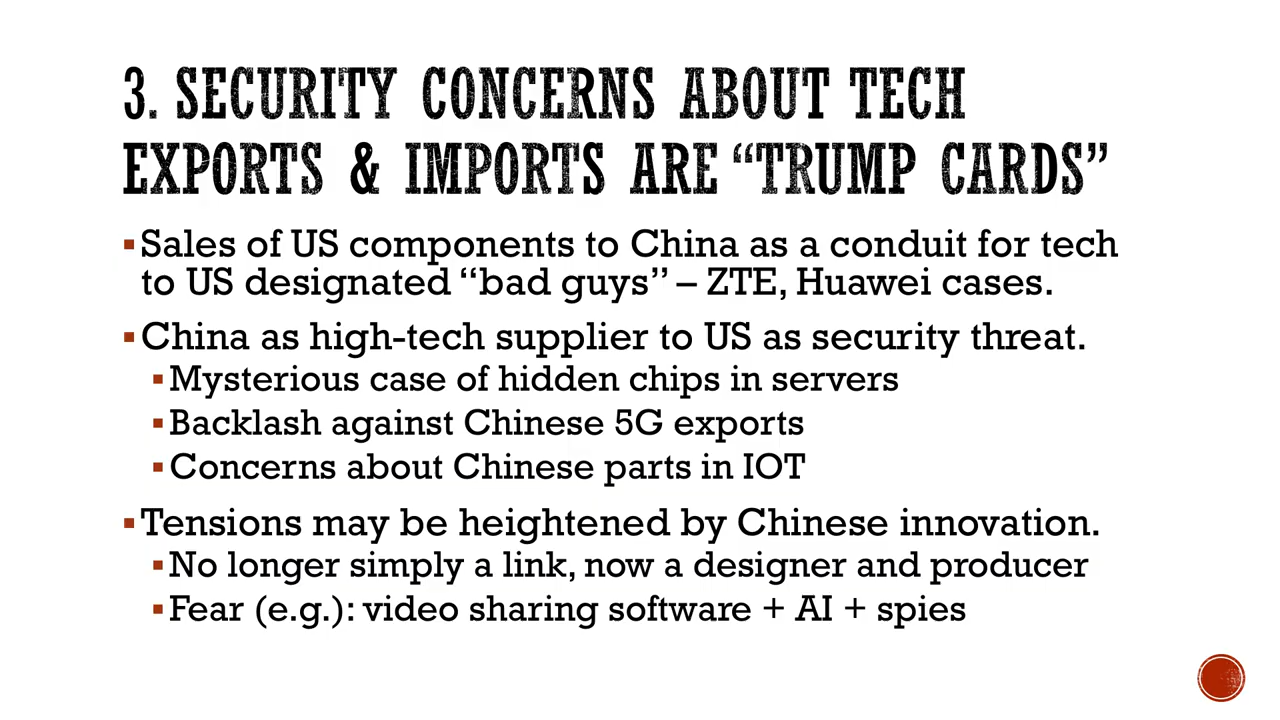 3. SECURITY CONCERNS ABOUT TECH
EXPORTS & IMPORTS ARE “TRUMP CARDS”
▪Sales of US components to China as a conduit for tech
to US designated “bad guys” – ZTE, Huawei cases.
▪China as high-tech supplier to US as security threat.
▪Mysterious case of hidden chips in servers
▪Backlash against Chinese 5G exports
▪Concerns about Chinese parts in IOT
▪Tensions may be heightened by Chinese innovation.
▪No longer simply a link, now a designer and producer
▪Fear (e.g.): video sharing software + AI + spies